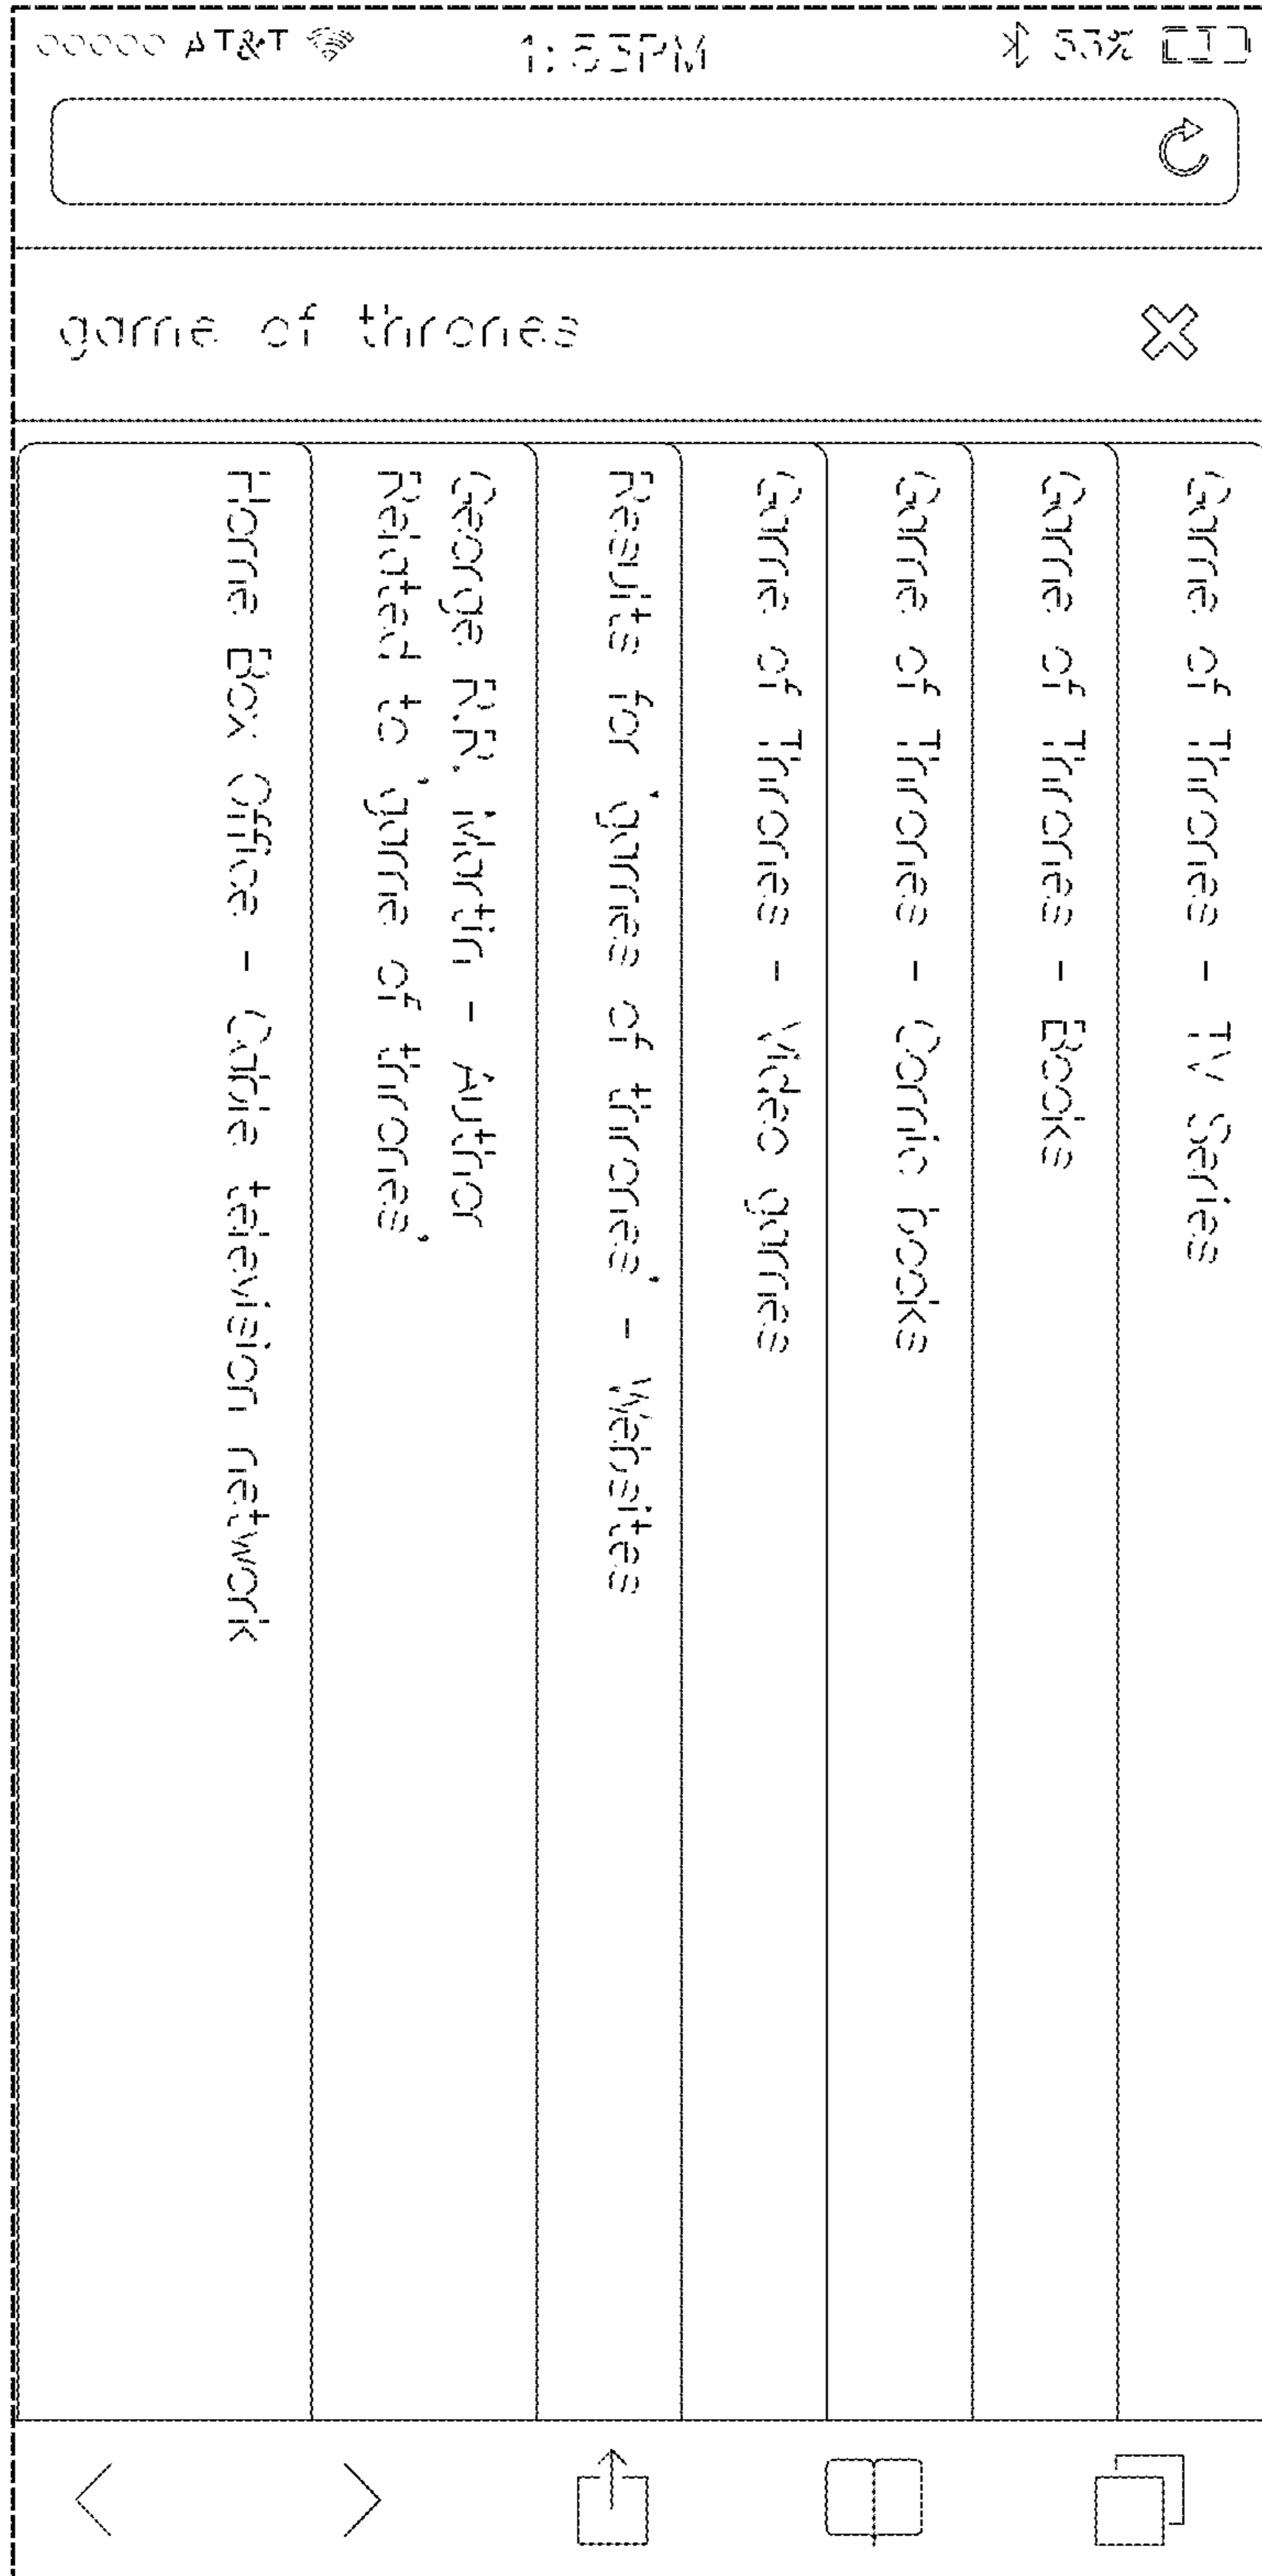 AT&T 1:53PM 53%
game of thrones
Game of Thrones - TV Series
Game of Thrones - Books
Game of Thrones - Comic books
Game of Thrones - Video games
Results for 'games of thrones' - Websites
George R.R. Martin - Author
Related to 'game of thrones'
Home Box Office - Cable television network